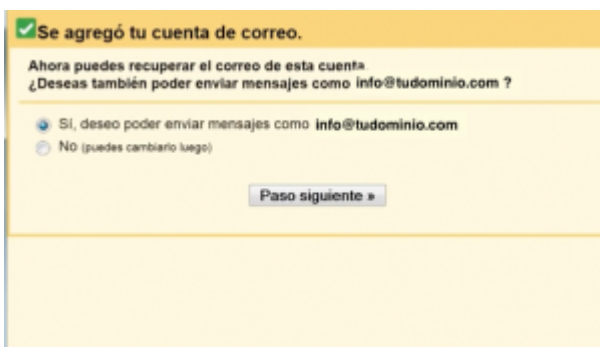 Se agregó tu cuenta de correo.
Ahora puedes recuperar el correo de esta cuenta.
¿Deseas también poder enviar mensajes como info@tudominio.com ?
Sí, deseo poder enviar mensajes como info@tudominio.com
No (puedes cambiarlo luego)
Paso siguiente »